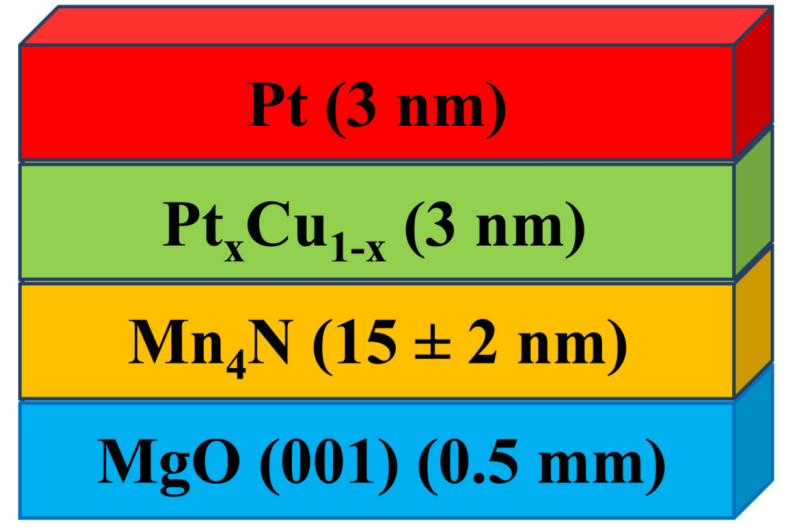 Pt (3 nm)
PtₓCu₁₋ₓ (3 nm)
Mn₄N (15 ± 2 nm)
MgO (001) (0.5 mm)